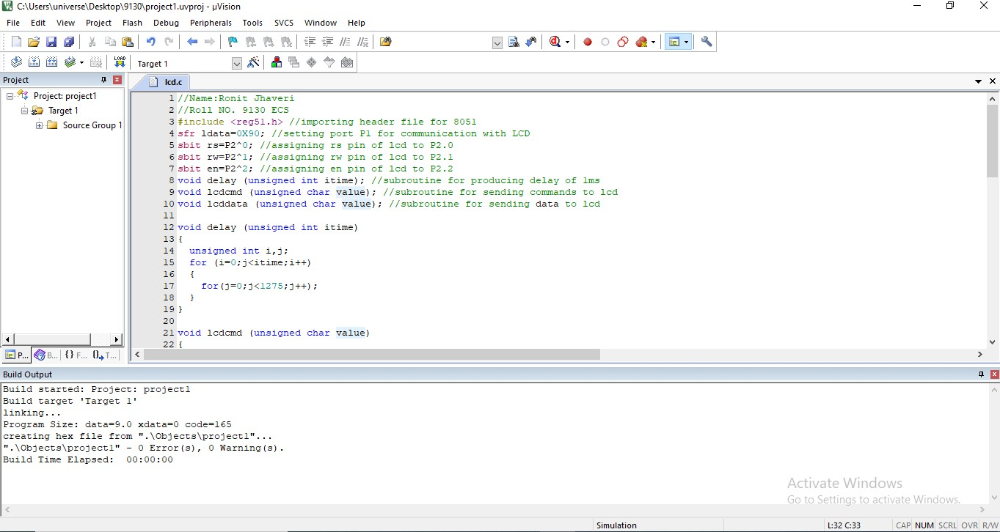 C:\Users\universe\Desktop\9130\project1.uvproj - µVision
File Edit View Project Flash Debug Peripherals Tools SVCS Window Help
LOAD
Target 1
Project
lcd.c
Project: project1
Target 1
Source Group 1
P... B... {} F... T...
1 //Name:Ronit Jhaveri
2 //Roll NO. 9130 ECS
3 #include <reg51.h> //importing header file for 8051
4 sfr ldata=0X90; //setting port P1 for communication with LCD
5 sbit rs=P2^0; //assigning rs pin of lcd to P2.0
6 sbit rw=P2^1; //assigning rw pin of lcd to P2.1
7 sbit en=P2^2; //assigning en pin of lcd to P2.2
8 void delay (unsigned int itime); //subroutine for producing delay of 1ms
9 void lcdcmd (unsigned char value); //subroutine for sending commands to lcd
10 void lcddata (unsigned char value); //subroutine for sending data to lcd
11
12 void delay (unsigned int itime)
13 {
14 unsigned int i,j;
15 for (i=0;j<itime;i++)
16 {
17 for(j=0;j<1275;j++);
18 }
19 }
20
21 void lcdcmd (unsigned char value)
22 {
Build Output
Build started: Project: project1
Build target 'Target 1'
linking...
Program Size: data=9.0 xdata=0 code=165
creating hex file from ".\Objects\project1"...
".\Objects\project1" - 0 Error(s), 0 Warning(s).
Build Time Elapsed: 00:00:00
Activate Windows
Go to Settings to activate Windows.
Simulation
L:32 C:33
CAP NUM SCRL OVR R/W